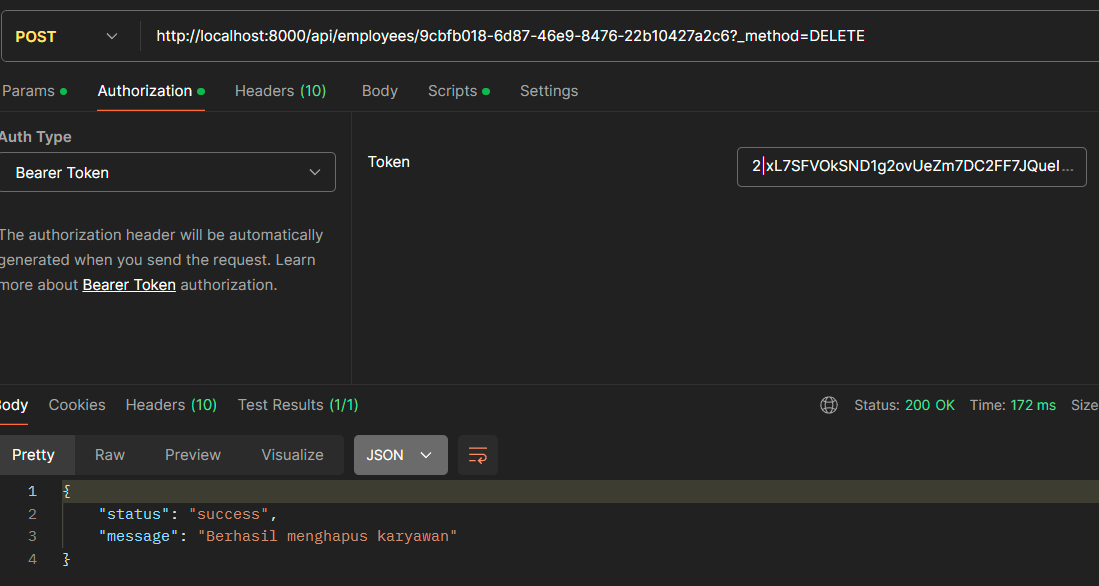 POST http://localhost:8000/api/employees/9cbfb018-6d87-46e9-8476-22b10427a2c6?_method=DELETE
Params Authorization Headers (10) Body Scripts Settings
Auth Type
Bearer Token
Token 2|xL7SFVOkSND1g2ovUeZm7DC2FF7JQueI...
The authorization header will be automatically
generated when you send the request. Learn
more about Bearer Token authorization.
Body Cookies Headers (10) Test Results (1/1) Status: 200 OK Time: 172 ms Size
Pretty Raw Preview Visualize JSON
1 {
2 "status": "success",
3 "message": "Berhasil menghapus karyawan"
4 }